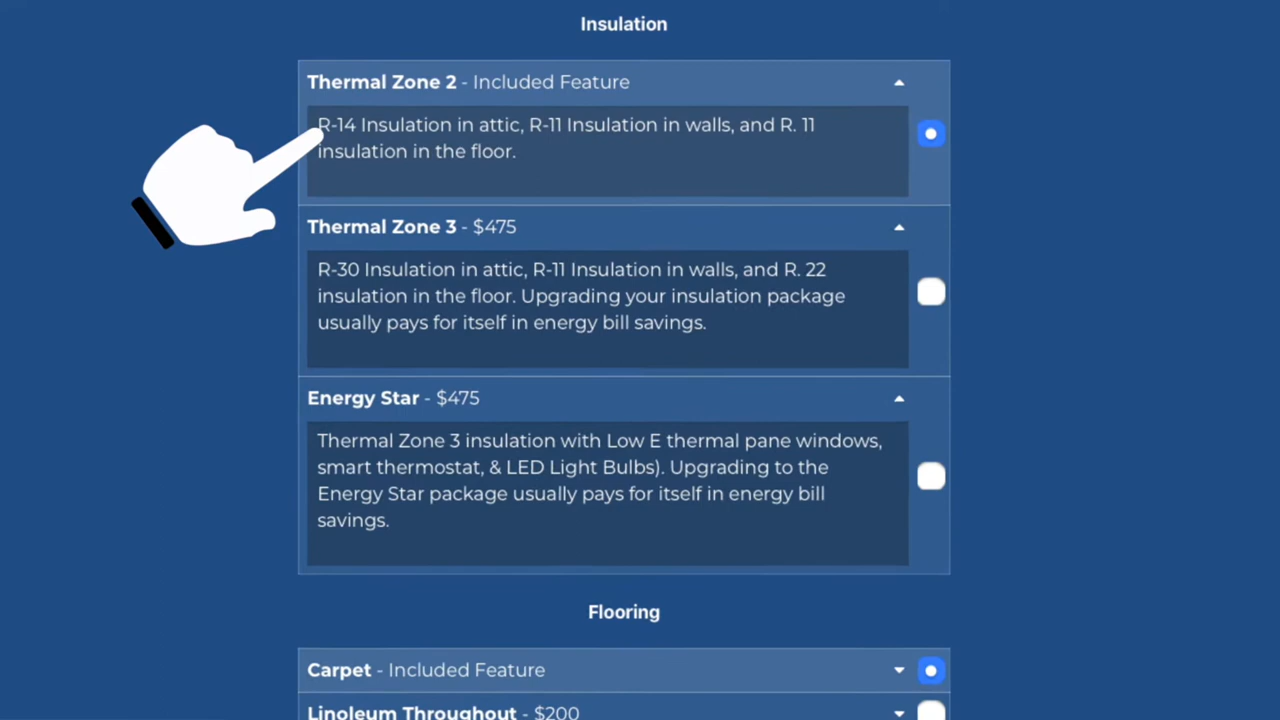 Insulation
Thermal Zone 2 - Included Feature
R-14 Insulation in attic, R-11 Insulation in walls, and R. 11
insulation in the floor.
Thermal Zone 3 - $475
R-30 Insulation in attic, R-11 Insulation in walls, and R. 22
insulation in the floor. Upgrading your insulation package
usually pays for itself in energy bill savings.
Energy Star - $475
Thermal Zone 3 insulation with Low E thermal pane windows,
smart thermostat, & LED Light Bulbs). Upgrading to the
Energy Star package usually pays for itself in energy bill
savings.
Flooring
Carpet - Included Feature
Linoleum Throughout - $200